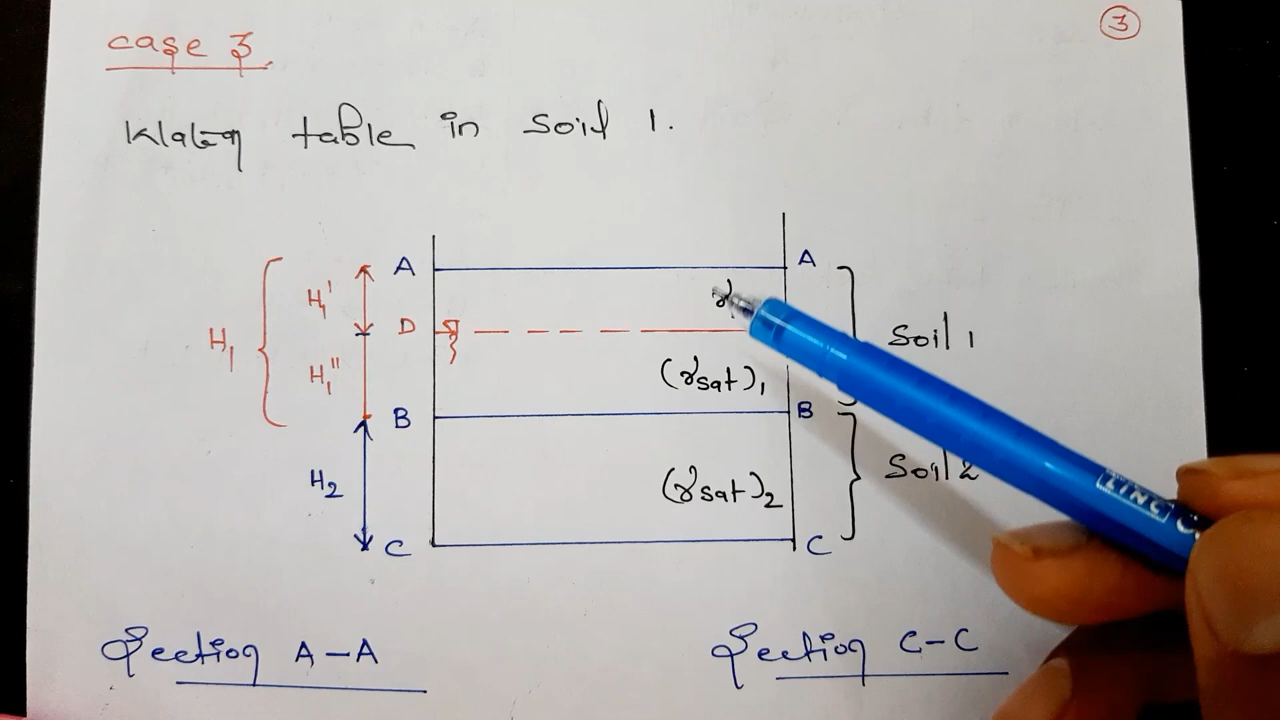 3
case 3
Water table in Soil 1.
A
A
H₁'
D
H₁
Soil 1
H₁''
(γsat)₁
B
B
Soil 2
H₂
(γsat)₂
C
C
LINC
Section A-A
Section C-C